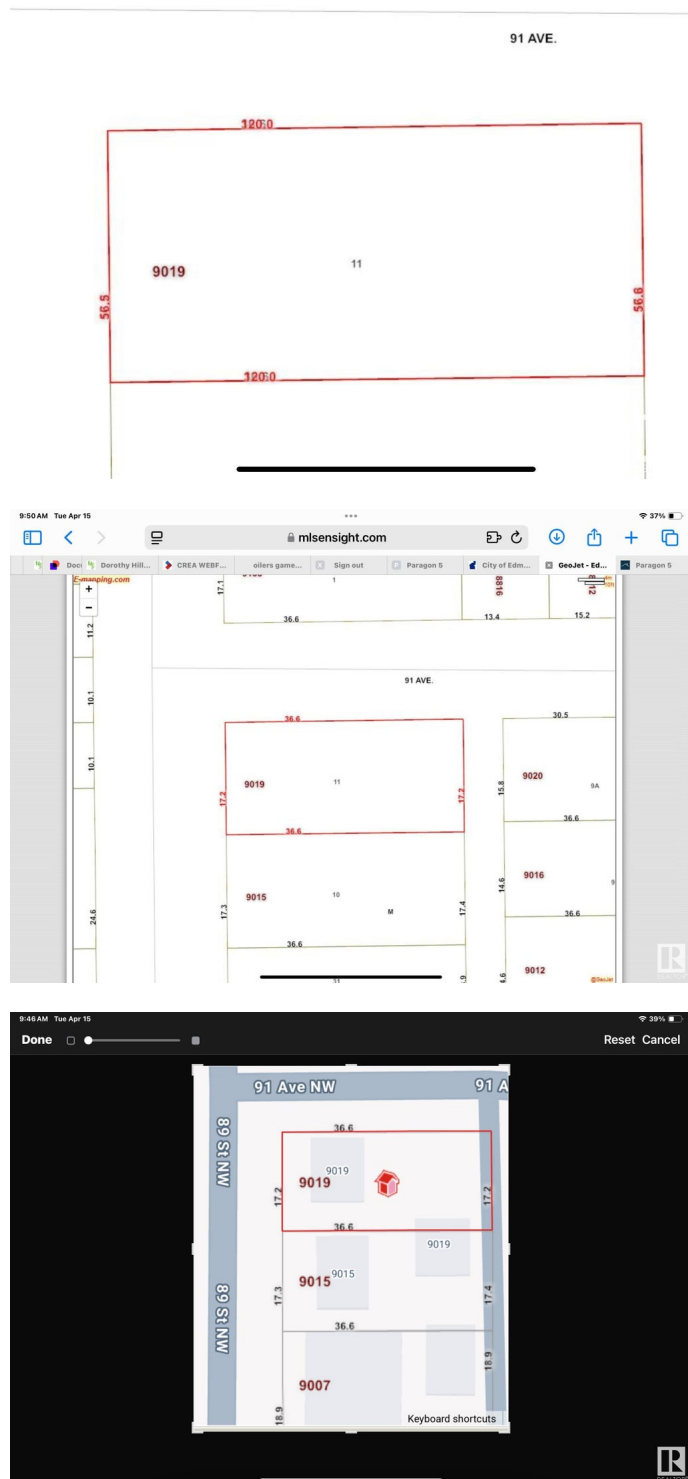 91 AVE.
120.0
9019
11
56.5
56.6
120.0
9:50 AM Tue Apr 15
37%
mlsensight.com
Dorothy Hill...
CREA WEBF...
oilers game...
Sign out
Paragon 5
City of Edm...
GeoJet - Ed...
Paragon 5
E-mapping.com
+
−
17.1
1
8816
11.2
36.6
13.4
15.2
91 AVE.
10.1
36.6
30.5
9019
11
9020
9A
10.1
17.2
17.2
15.8
36.6
36.6
9015
10
9016
9
M
24.6
17.3
17.4
14.6
36.6
36.6
9012
@GeoJet
9:46 AM Tue Apr 15
39%
Done
Reset Cancel
91 Ave NW
91 A
89 St NW
36.6
9019
9019
17.2
17.2
36.6
9019
9015
9015
89 St NW
17.3
17.4
36.6
18.9
9007
18.9
Keyboard shortcuts